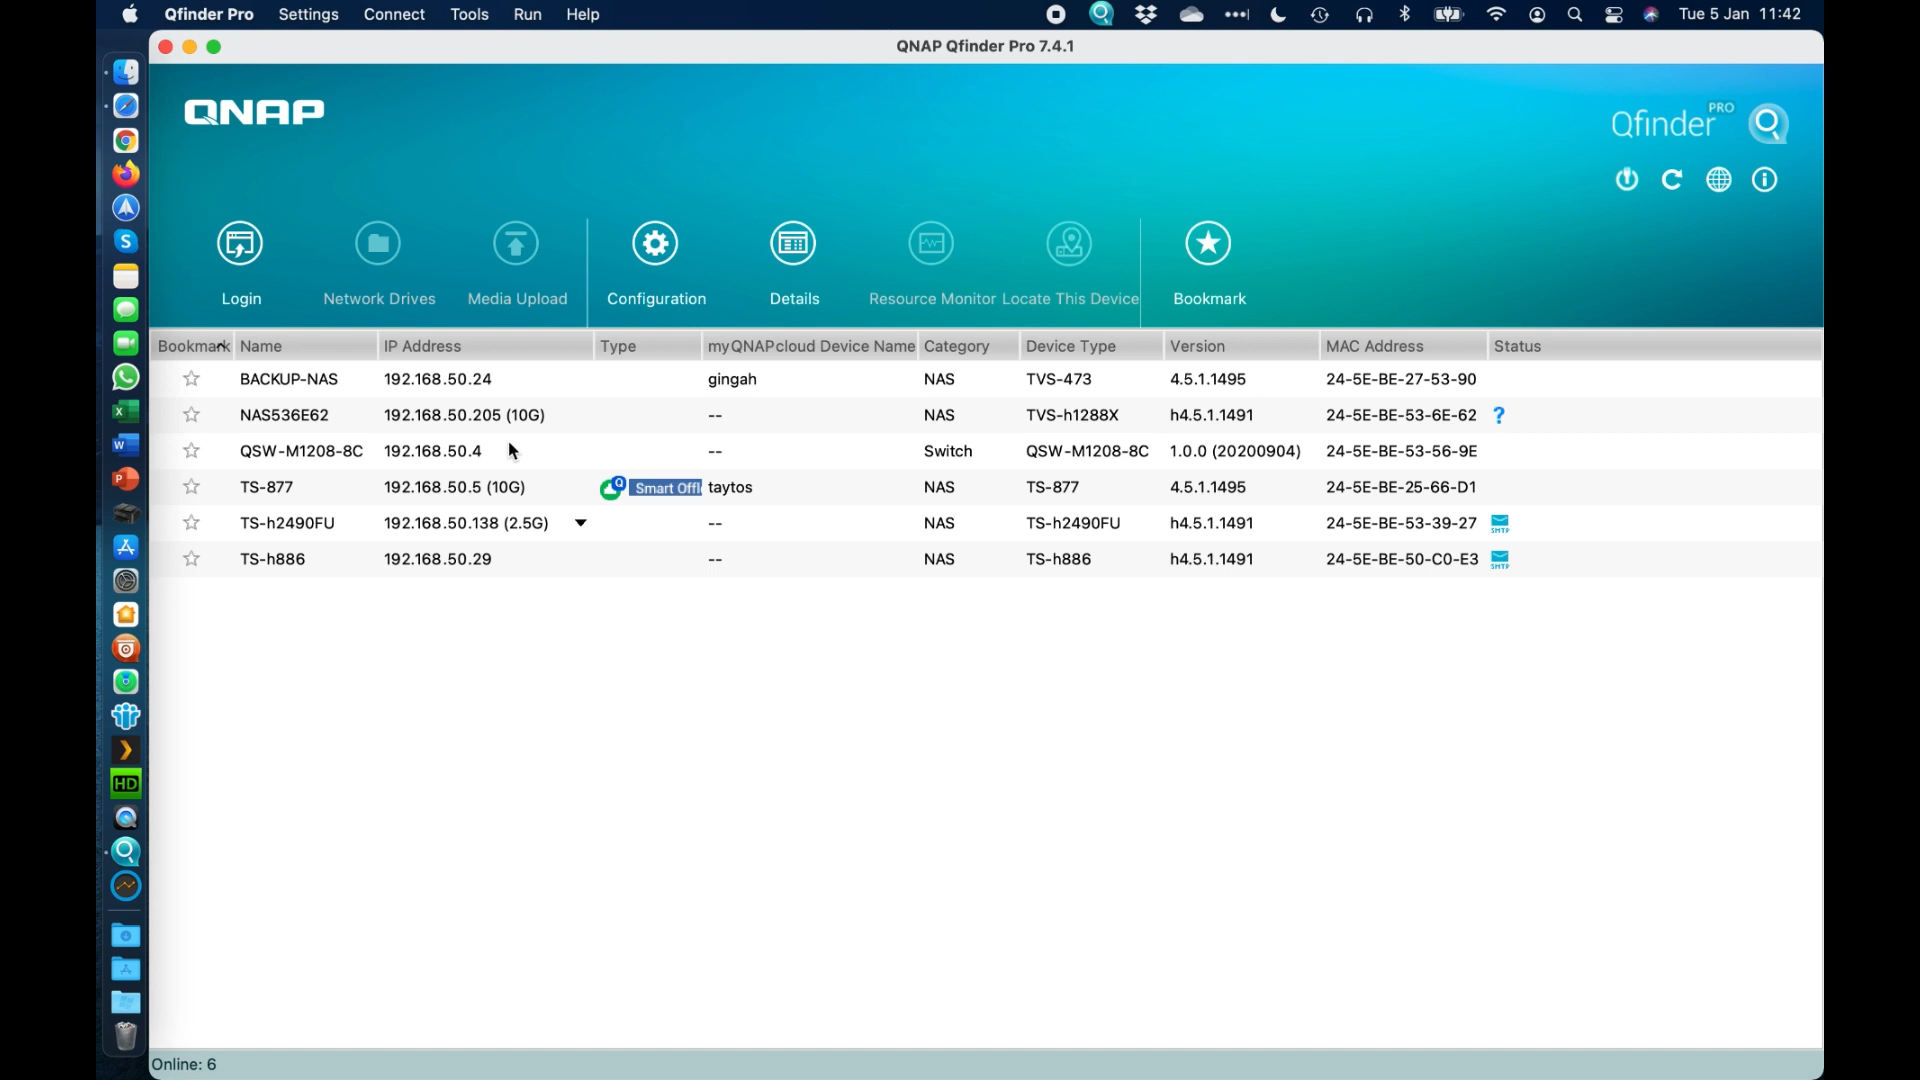 Qfinder Pro Settings Connect Tools Run Help Tue 5 Jan 11:42
QNAP Qfinder Pro 7.4.1
QNAP
Qfinder PRO
Login Network Drives Media Upload Configuration Details Resource Monitor Locate This Device Bookmark
Bookmark Name IP Address Type myQNAPcloud Device Name Category Device Type Version MAC Address Status
BACKUP-NAS 192.168.50.24 gingah NAS TVS-473 4.5.1.1495 24-5E-BE-27-53-90
NAS536E62 192.168.50.205 (10G) -- NAS TVS-h1288X h4.5.1.1491 24-5E-BE-53-6E-62 ?
QSW-M1208-8C 192.168.50.4 -- Switch QSW-M1208-8C 1.0.0 (20200904) 24-5E-BE-53-56-9E
TS-877 192.168.50.5 (10G) Smart Offi taytos NAS TS-877 4.5.1.1495 24-5E-BE-25-66-D1
TS-h2490FU 192.168.50.138 (2.5G) -- NAS TS-h2490FU h4.5.1.1491 24-5E-BE-53-39-27 SMTP
TS-h886 192.168.50.29 -- NAS TS-h886 h4.5.1.1491 24-5E-BE-50-C0-E3 SMTP
HD
Online: 6